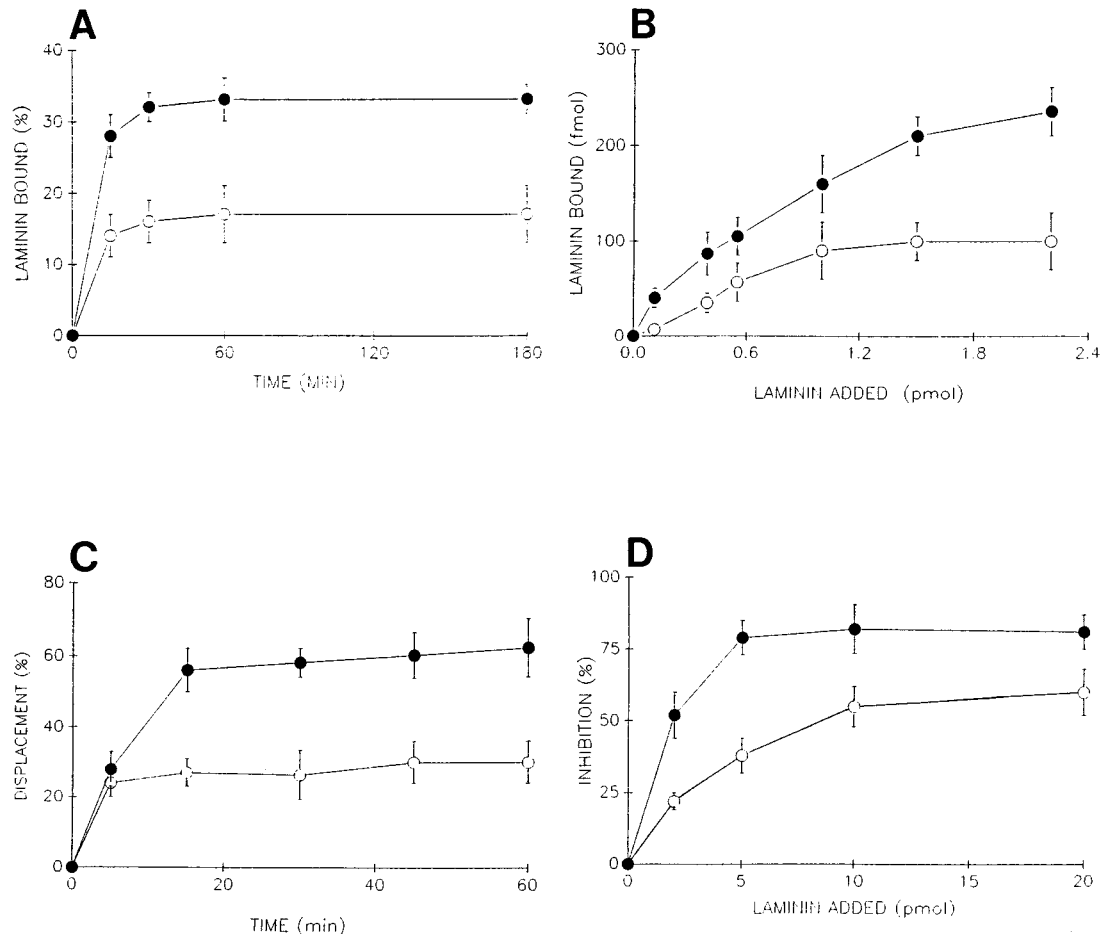 A
40
30
20
10
0
LAMININ BOUND (%)
0 60 120 180
TIME (MIN)
B
300
200
100
0
LAMININ BOUND (fmol)
0.0 0.6 1.2 1.8 2.4
LAMININ ADDED (pmol)
C
80
60
40
20
0
DISPLACEMENT (%)
0 20 40 60
TIME (min)
D
100
75
50
25
0
INHIBITION (%)
0 5 10 15 20
LAMININ ADDED (pmol)